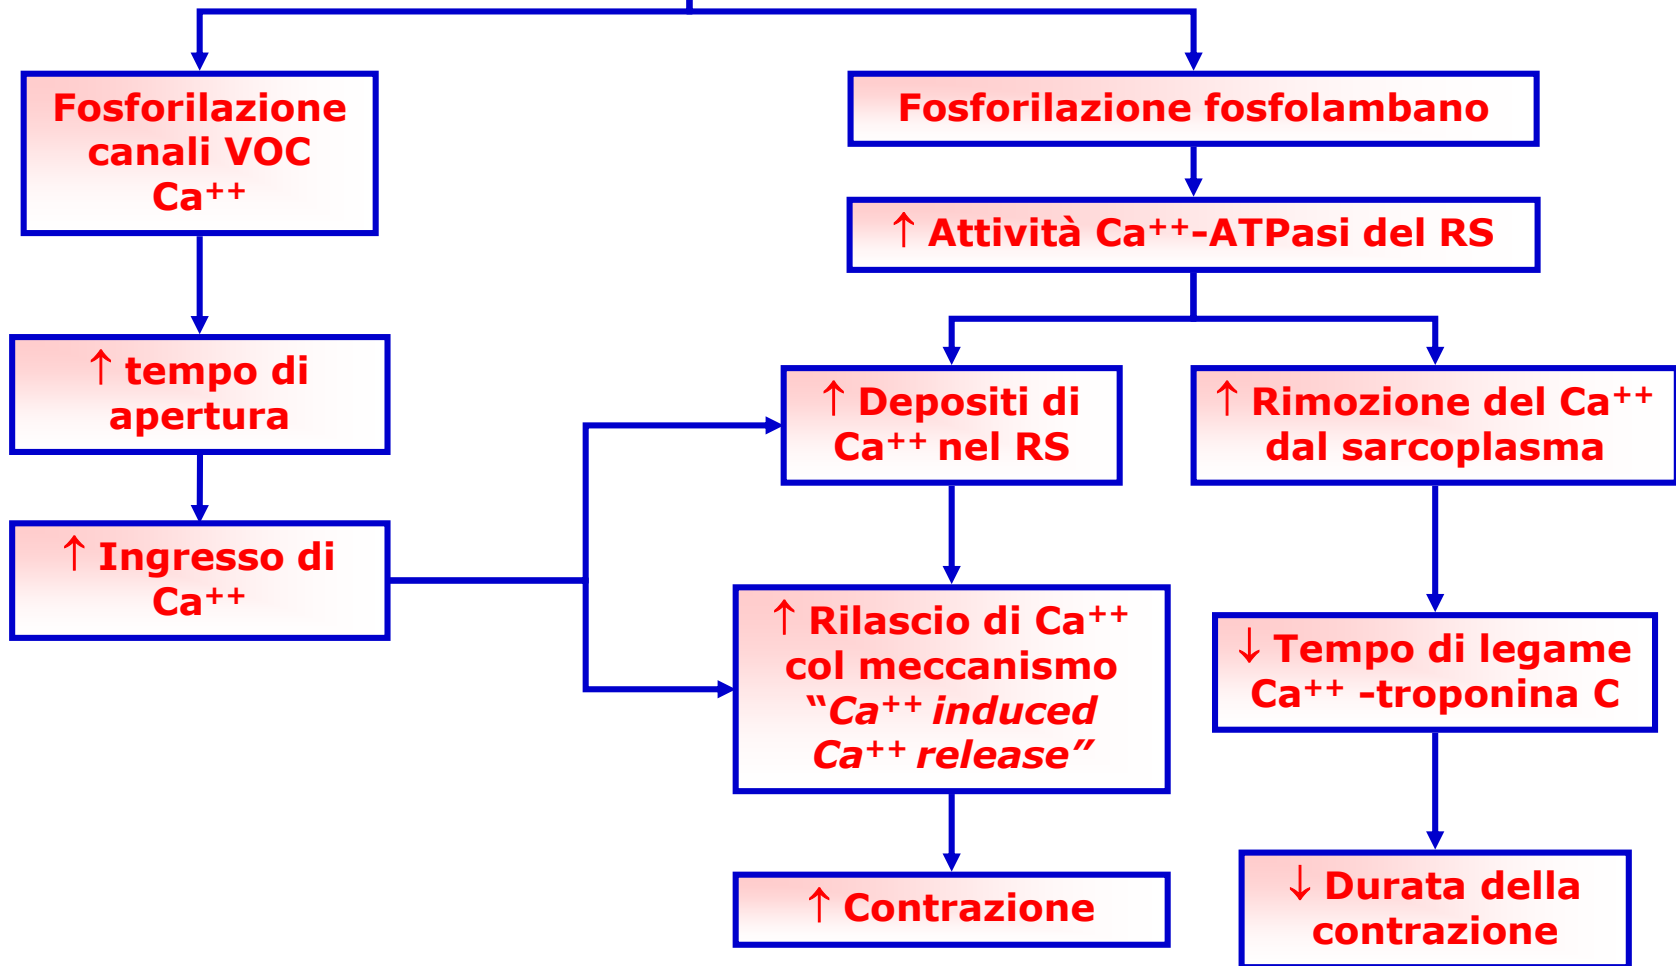 Fosforilazione
canali VOC
Ca⁺⁺
Fosforilazione fosfolambano
↑ Attività Ca⁺⁺-ATPasi del RS
↑ tempo di
apertura
↑ Ingresso di
Ca⁺⁺
↑ Depositi di
Ca⁺⁺ nel RS
↑ Rimozione del Ca⁺⁺
dal sarcoplasma
↑ Rilascio di Ca⁺⁺
col meccanismo
“Ca⁺⁺ induced
Ca⁺⁺ release”
↓ Tempo di legame
Ca⁺⁺ -troponina C
↑ Contrazione
↓ Durata della
contrazione